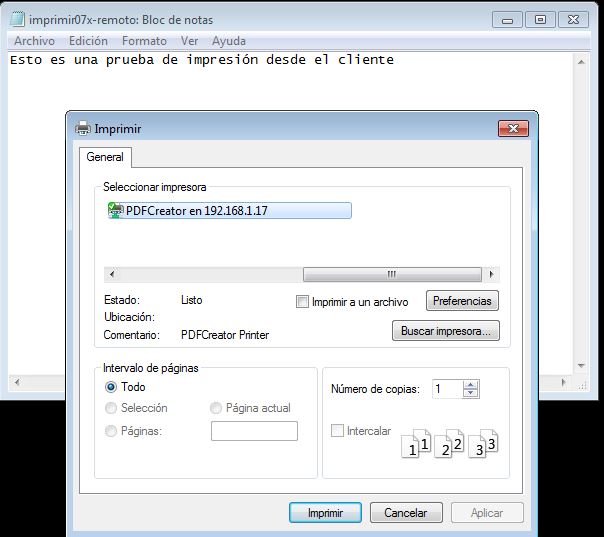 imprimir07x-remoto: Bloc de notas
Archivo Edición Formato Ver Ayuda
Esto es una prueba de impresión desde el cliente
Imprimir
General
Seleccionar impresora
PDFCreator en 192.168.1.17
Estado: Listo
Imprimir a un archivo Preferencias
Ubicación:
Comentario: PDFCreator Printer
Buscar impresora...
Intervalo de páginas
Todo
Selección Página actual
Páginas:
Número de copias: 1
Intercalar
1 1 2 2 3 3
Imprimir Cancelar Aplicar